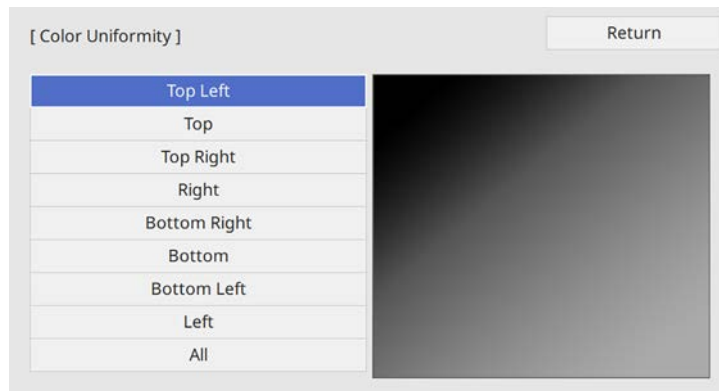 [ Color Uniformity ]
Return
Top Left
Top
Top Right
Right
Bottom Right
Bottom
Bottom Left
Left
All